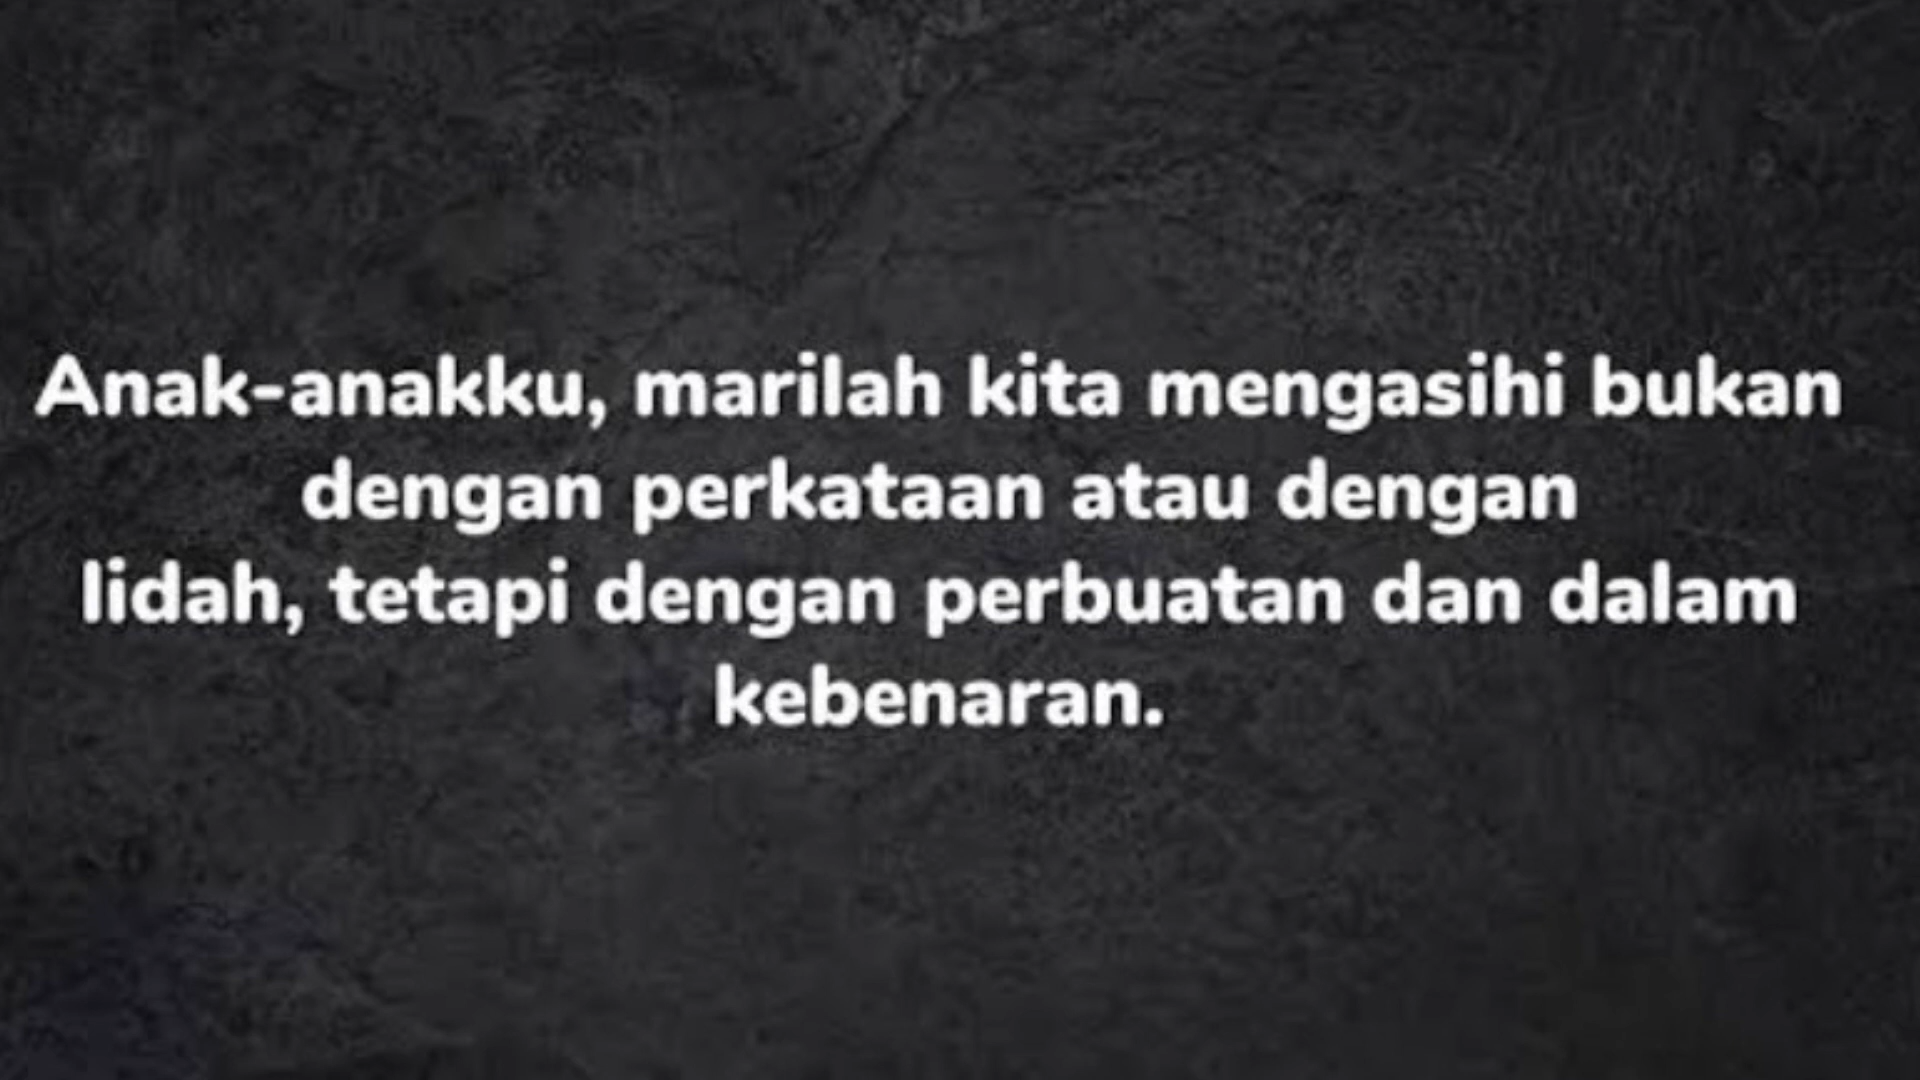 Anak-anakku, marilah kita mengasihi bukan
dengan perkataan atau dengan
lidah, tetapi dengan perbuatan dan dalam
kebenaran.